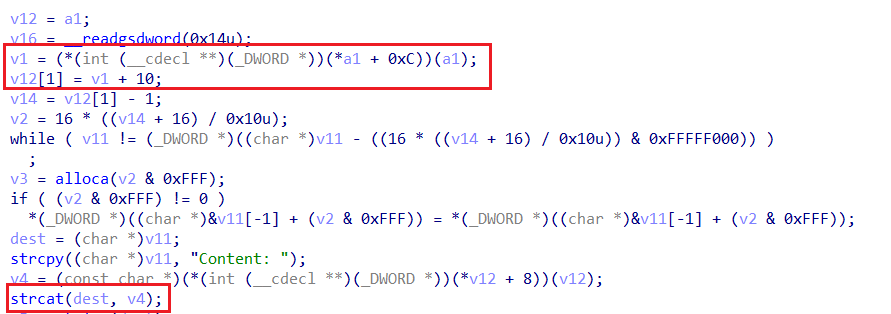 v12 = a1;
v16 = __readgsdword(0x14u);
v1 = (*(int (__cdecl **)(_DWORD *))(*a1 + 0xC))(a1);
v12[1] = v1 + 10;
v14 = v12[1] - 1;
v2 = 16 * ((v14 + 16) / 0x10u);
while ( v11 != (_DWORD *)((char *)v11 - ((16 * ((v14 + 16) / 0x10u)) & 0xFFFFF000)) )
;
v3 = alloca(v2 & 0xFFF);
if ( (v2 & 0xFFF) != 0 )
*(_DWORD *)((char *)&v11[-1] + (v2 & 0xFFF)) = *(_DWORD *)((char *)&v11[-1] + (v2 & 0xFFF));
dest = (char *)v11;
strcpy((char *)v11, "Content: ");
v4 = (const char *)(*(int (__cdecl **)(_DWORD *))(*v12 + 8))(v12);
strcat(dest, v4);